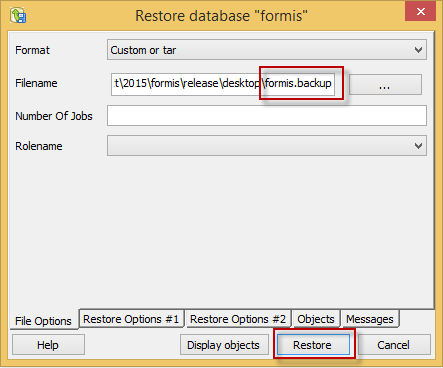 Restore database "formis"
Format Custom or tar
Filename t\2015\formis\release\desktop\formis.backup ...
Number Of Jobs
Rolename
File Options Restore Options #1 Restore Options #2 Objects Messages
Help Display objects Restore Cancel